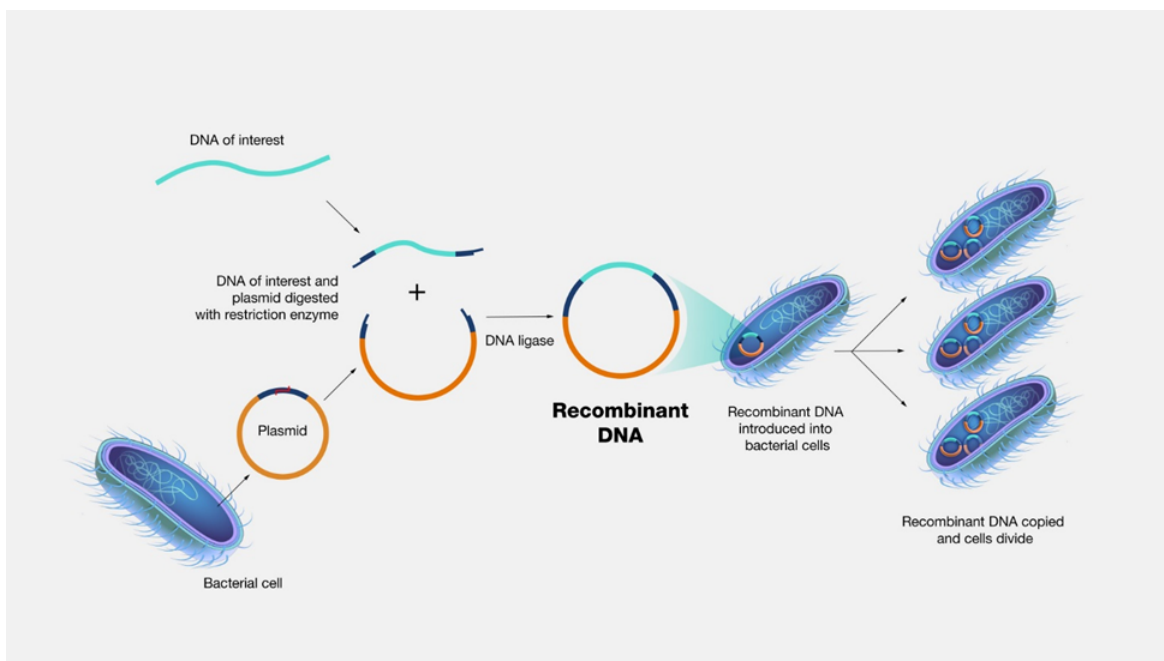 DNA of interest
DNA of interest and
plasmid digested
with restriction enzyme
+
DNA ligase
Plasmid
Bacterial cell
Recombinant
DNA
Recombinant DNA
introduced into
bacterial cells
Recombinant DNA copied
and cells divide